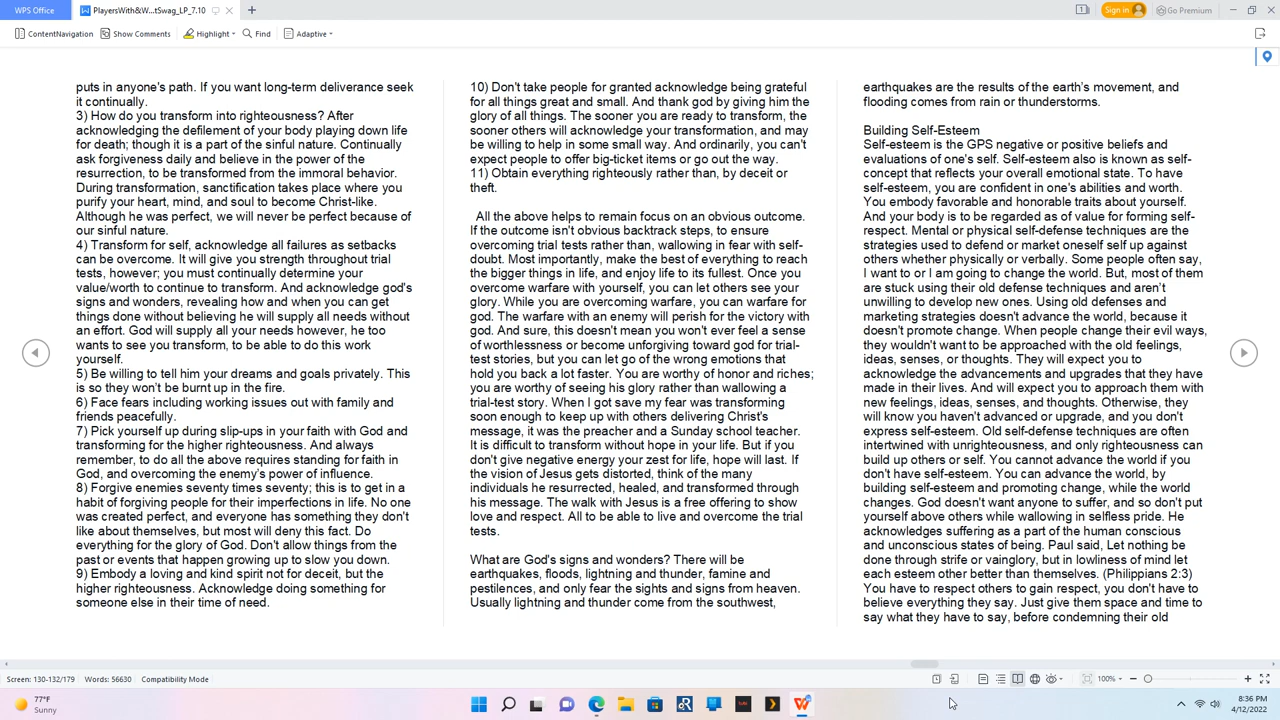 WPS Office
PlayersWith&W...tSwag_LP_7.10
1
Sign in
Go Premium
ContentNavigation
Show Comments
Highlight
Find
Adaptive
puts in anyone's path. If you want long-term deliverance seek
it continually.
3) How do you transform into righteousness? After
acknowledging the defilement of your body playing down life
for death; though it is a part of the sinful nature. Continually
ask forgiveness daily and believe in the power of the
resurrection, to be transformed from the immoral behavior.
During transformation, sanctification takes place where you
purify your heart, mind, and soul to become Christ-like.
Although he was perfect, we will never be perfect because of
our sinful nature.
4) Transform for self, acknowledge all failures as setbacks
can be overcome. It will give you strength throughout trial
tests, however; you must continually determine your
value/worth to continue to transform. And acknowledge god's
signs and wonders, revealing how and when you can get
things done without believing he will supply all needs without
an effort. God will supply all your needs however, he too
wants to see you transform, to be able to do this work
yourself.
5) Be willing to tell him your dreams and goals privately. This
is so they won't be burnt up in the fire.
6) Face fears including working issues out with family and
friends peacefully.
7) Pick yourself up during slip-ups in your faith with God and
transforming for the higher righteousness. And always
remember, to do all the above requires standing for faith in
God, and overcoming the enemy's power of influence.
8) Forgive enemies seventy times seventy; this is to get in a
habit of forgiving people for their imperfections in life. No one
was created perfect, and everyone has something they don't
like about themselves, but most will deny this fact. Do
everything for the glory of God. Don't allow things from the
past or events that happen growing up to slow you down.
9) Embody a loving and kind spirit not for deceit, but the
higher righteousness. Acknowledge doing something for
someone else in their time of need.
10) Don't take people for granted acknowledge being grateful
for all things great and small. And thank god by giving him the
glory of all things. The sooner you are ready to transform, the
sooner others will acknowledge your transformation, and may
be willing to help in some small way. And ordinarily, you can't
expect people to offer big-ticket items or go out the way.
11) Obtain everything righteously rather than, by deceit or
theft.
All the above helps to remain focus on an obvious outcome.
If the outcome isn't obvious backtrack steps, to ensure
overcoming trial tests rather than, wallowing in fear with self-
doubt. Most importantly, make the best of everything to reach
the bigger things in life, and enjoy life to its fullest. Once you
overcome warfare with yourself, you can let others see your
glory. While you are overcoming warfare, you can warfare for
god. The warfare with an enemy will perish for the victory with
god. And sure, this doesn't mean you won't ever feel a sense
of worthlessness or become unforgiving toward god for trial-
test stories, but you can let go of the wrong emotions that
hold you back a lot faster. You are worthy of honor and riches;
you are worthy of seeing his glory rather than wallowing a
trial-test story. When I got save my fear was transforming
soon enough to keep up with others delivering Christ's
message, it was the preacher and a Sunday school teacher.
It is difficult to transform without hope in your life. But if you
don't give negative energy your zest for life, hope will last. If
the vision of Jesus gets distorted, think of the many
individuals he resurrected, healed, and transformed through
his message. The walk with Jesus is a free offering to show
love and respect. All to be able to live and overcome the trial
tests.
What are God's signs and wonders? There will be
earthquakes, floods, lightning and thunder, famine and
pestilences, and only fear the sights and signs from heaven.
Usually lightning and thunder come from the southwest,
earthquakes are the results of the earth's movement, and
flooding comes from rain or thunderstorms.
Building Self-Esteem
Self-esteem is the GPS negative or positive beliefs and
evaluations of one's self. Self-esteem also is known as self-
concept that reflects your overall emotional state. To have
self-esteem, you are confident in one's abilities and worth.
You embody favorable and honorable traits about yourself.
And your body is to be regarded as of value for forming self-
respect. Mental or physical self-defense techniques are the
strategies used to defend or market oneself self up against
others whether physically or verbally. Some people often say,
I want to or I am going to change the world. But, most of them
are stuck using their old defense techniques and aren't
unwilling to develop new ones. Using old defenses and
marketing strategies doesn't advance the world, because it
doesn't promote change. When people change their evil ways,
they wouldn't want to be approached with the old feelings,
ideas, senses, or thoughts. They will expect you to
acknowledge the advancements and upgrades that they have
made in their lives. And will expect you to approach them with
new feelings, ideas, senses, and thoughts. Otherwise, they
will know you haven't advanced or upgrade, and you don't
express self-esteem. Old self-defense techniques are often
intertwined with unrighteousness, and only righteousness can
build up others or self. You cannot advance the world if you
don't have self-esteem. You can advance the world, by
building self-esteem and promoting change, while the world
changes. God doesn't want anyone to suffer, and so don't put
yourself above others while wallowing in selfless pride. He
acknowledges suffering as a part of the human conscious
and unconscious states of being. Paul said, Let nothing be
done through strife or vainglory, but in lowliness of mind let
each esteem other better than themselves. (Philippians 2:3)
You have to respect others to gain respect, you don't have to
believe everything they say. Just give them space and time to
say what they have to say, before condemning their old
Screen: 130-132/179
Words: 56630
Compatibility Mode
100%
77°F
Sunny
8:36 PM
4/12/2022